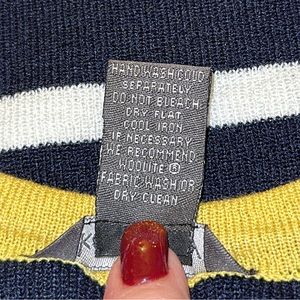 HAND WASH COLD
SEPARATELY
DO NOT BLEACH
DRY FLAT
COOL IRON
IF NECESSARY
WE RECOMMEND
WOOLITE ®
FABRIC WASH OR
DRY-CLEAN